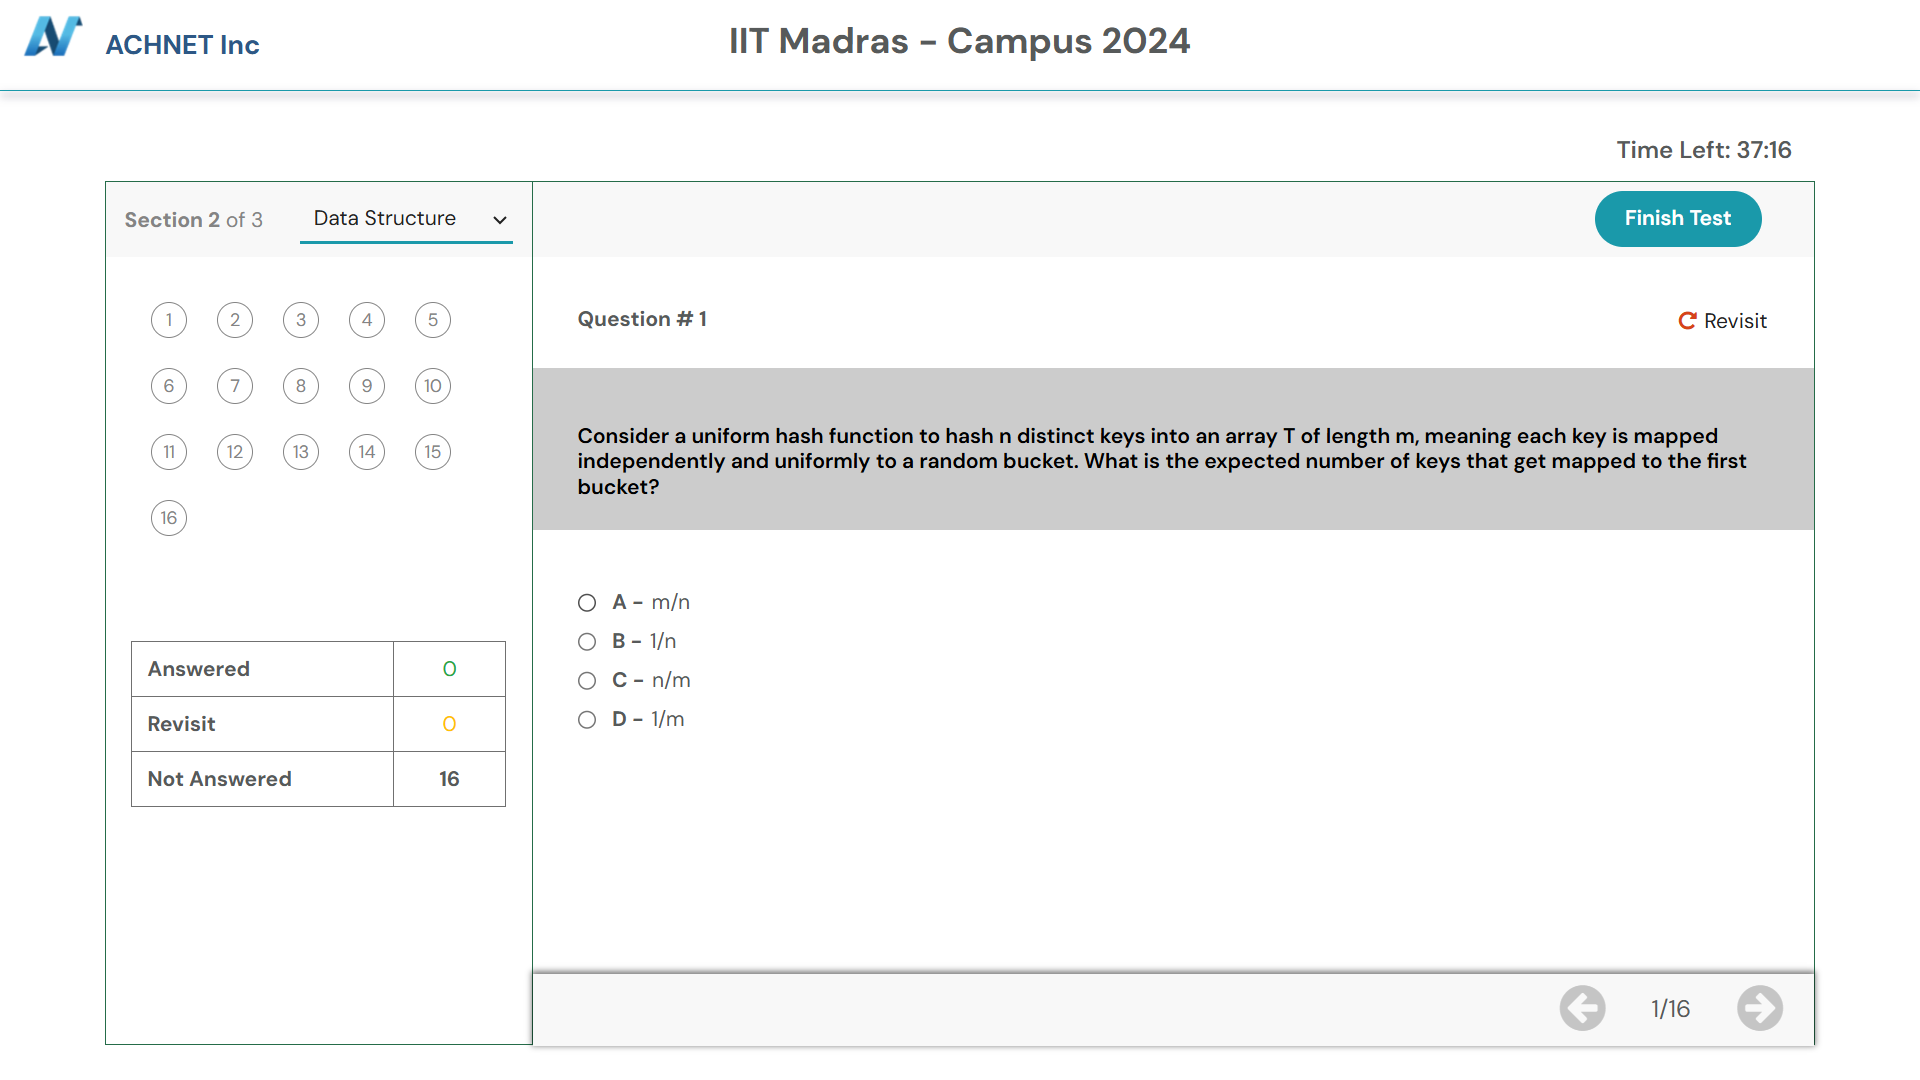 ACHNET Inc
IIT Madras - Campus 2024
Time Left: 37:16
Section 2 of 3
Data Structure
Finish Test
1 2 3 4 5
6 7 8 9 10
11 12 13 14 15
16
Answered 0
Revisit 0
Not Answered 16
Question # 1
Revisit
Consider a uniform hash function to hash n distinct keys into an array T of length m, meaning each key is mapped
independently and uniformly to a random bucket. What is the expected number of keys that get mapped to the first
bucket?
A - m/n
B - 1/n
C - n/m
D - 1/m
1/16